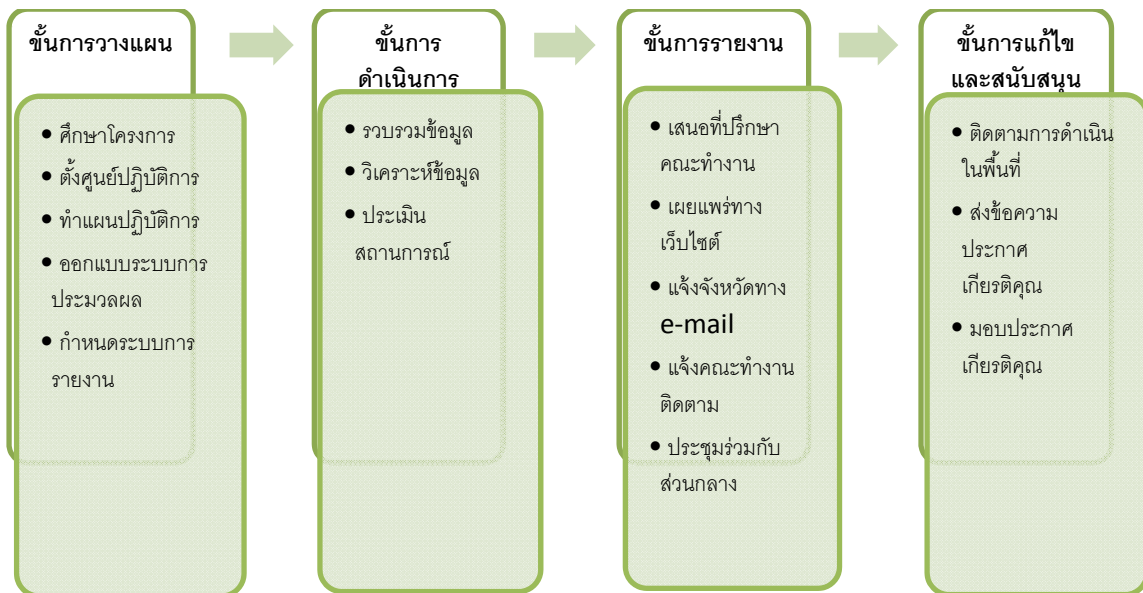 ขั้นการวางแผน
• ศึกษาโครงการ
• ตั้งศูนย์ปฏิบัติการ
• ทำแผนปฏิบัติการ
• ออกแบบระบบการ
ประมวลผล
• กำหนดระบบการ
รายงาน
ขั้นการ
ดำเนินการ
• รวบรวมข้อมูล
• วิเคราะห์ข้อมูล
• ประเมิน
สถานการณ์
ขั้นการรายงาน
• เสนอที่ปรึกษา
คณะทำงาน
• เผยแพร่ทาง
เว็บไซต์
• แจ้งจังหวัดทาง
e-mail
• แจ้งคณะทำงาน
ติดตาม
• ประชุมร่วมกับ
ส่วนกลาง
ขั้นการแก้ไข
และสนับสนุน
• ติดตามการดำเนิน
ในพื้นที่
• ส่งข้อความ
ประกาศ
เกียรติคุณ
• มอบประกาศ
เกียรติคุณ